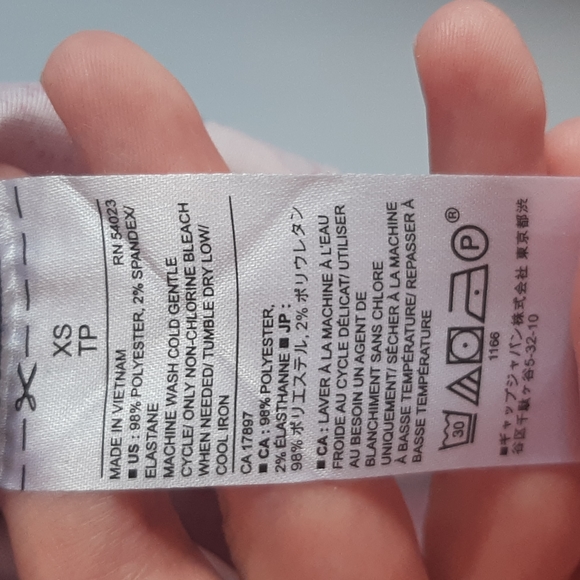 XS
TP
MADE IN VIETNAM
RN 54023
■ US : 98% POLYESTER, 2% SPANDEX/
ELASTANE
MACHINE WASH COLD GENTLE
CYCLE/ ONLY NON-CHLORINE BLEACH
WHEN NEEDED/ TUMBLE DRY LOW/
COOL IRON
CA 17897
■ CA : 98% POLYESTER,
2% ÉLASTHANNE ■ JP :
98% ポリエステル, 2% ポリウレタン
■ CA : LAVER À LA MACHINE À L'EAU
FROIDE AU CYCLE DÉLICAT/ UTILISER
AU BESOIN UN AGENT DE
BLANCHIMENT SANS CHLORE
UNIQUEMENT/ SÉCHER À LA MACHINE
À BASSE TEMPÉRATURE/ REPASSER À
BASSE TEMPÉRATURE
30 P ®
1166
■ギャップジャパン株式会社 東京都渋
谷区千駄ヶ谷5-32-10